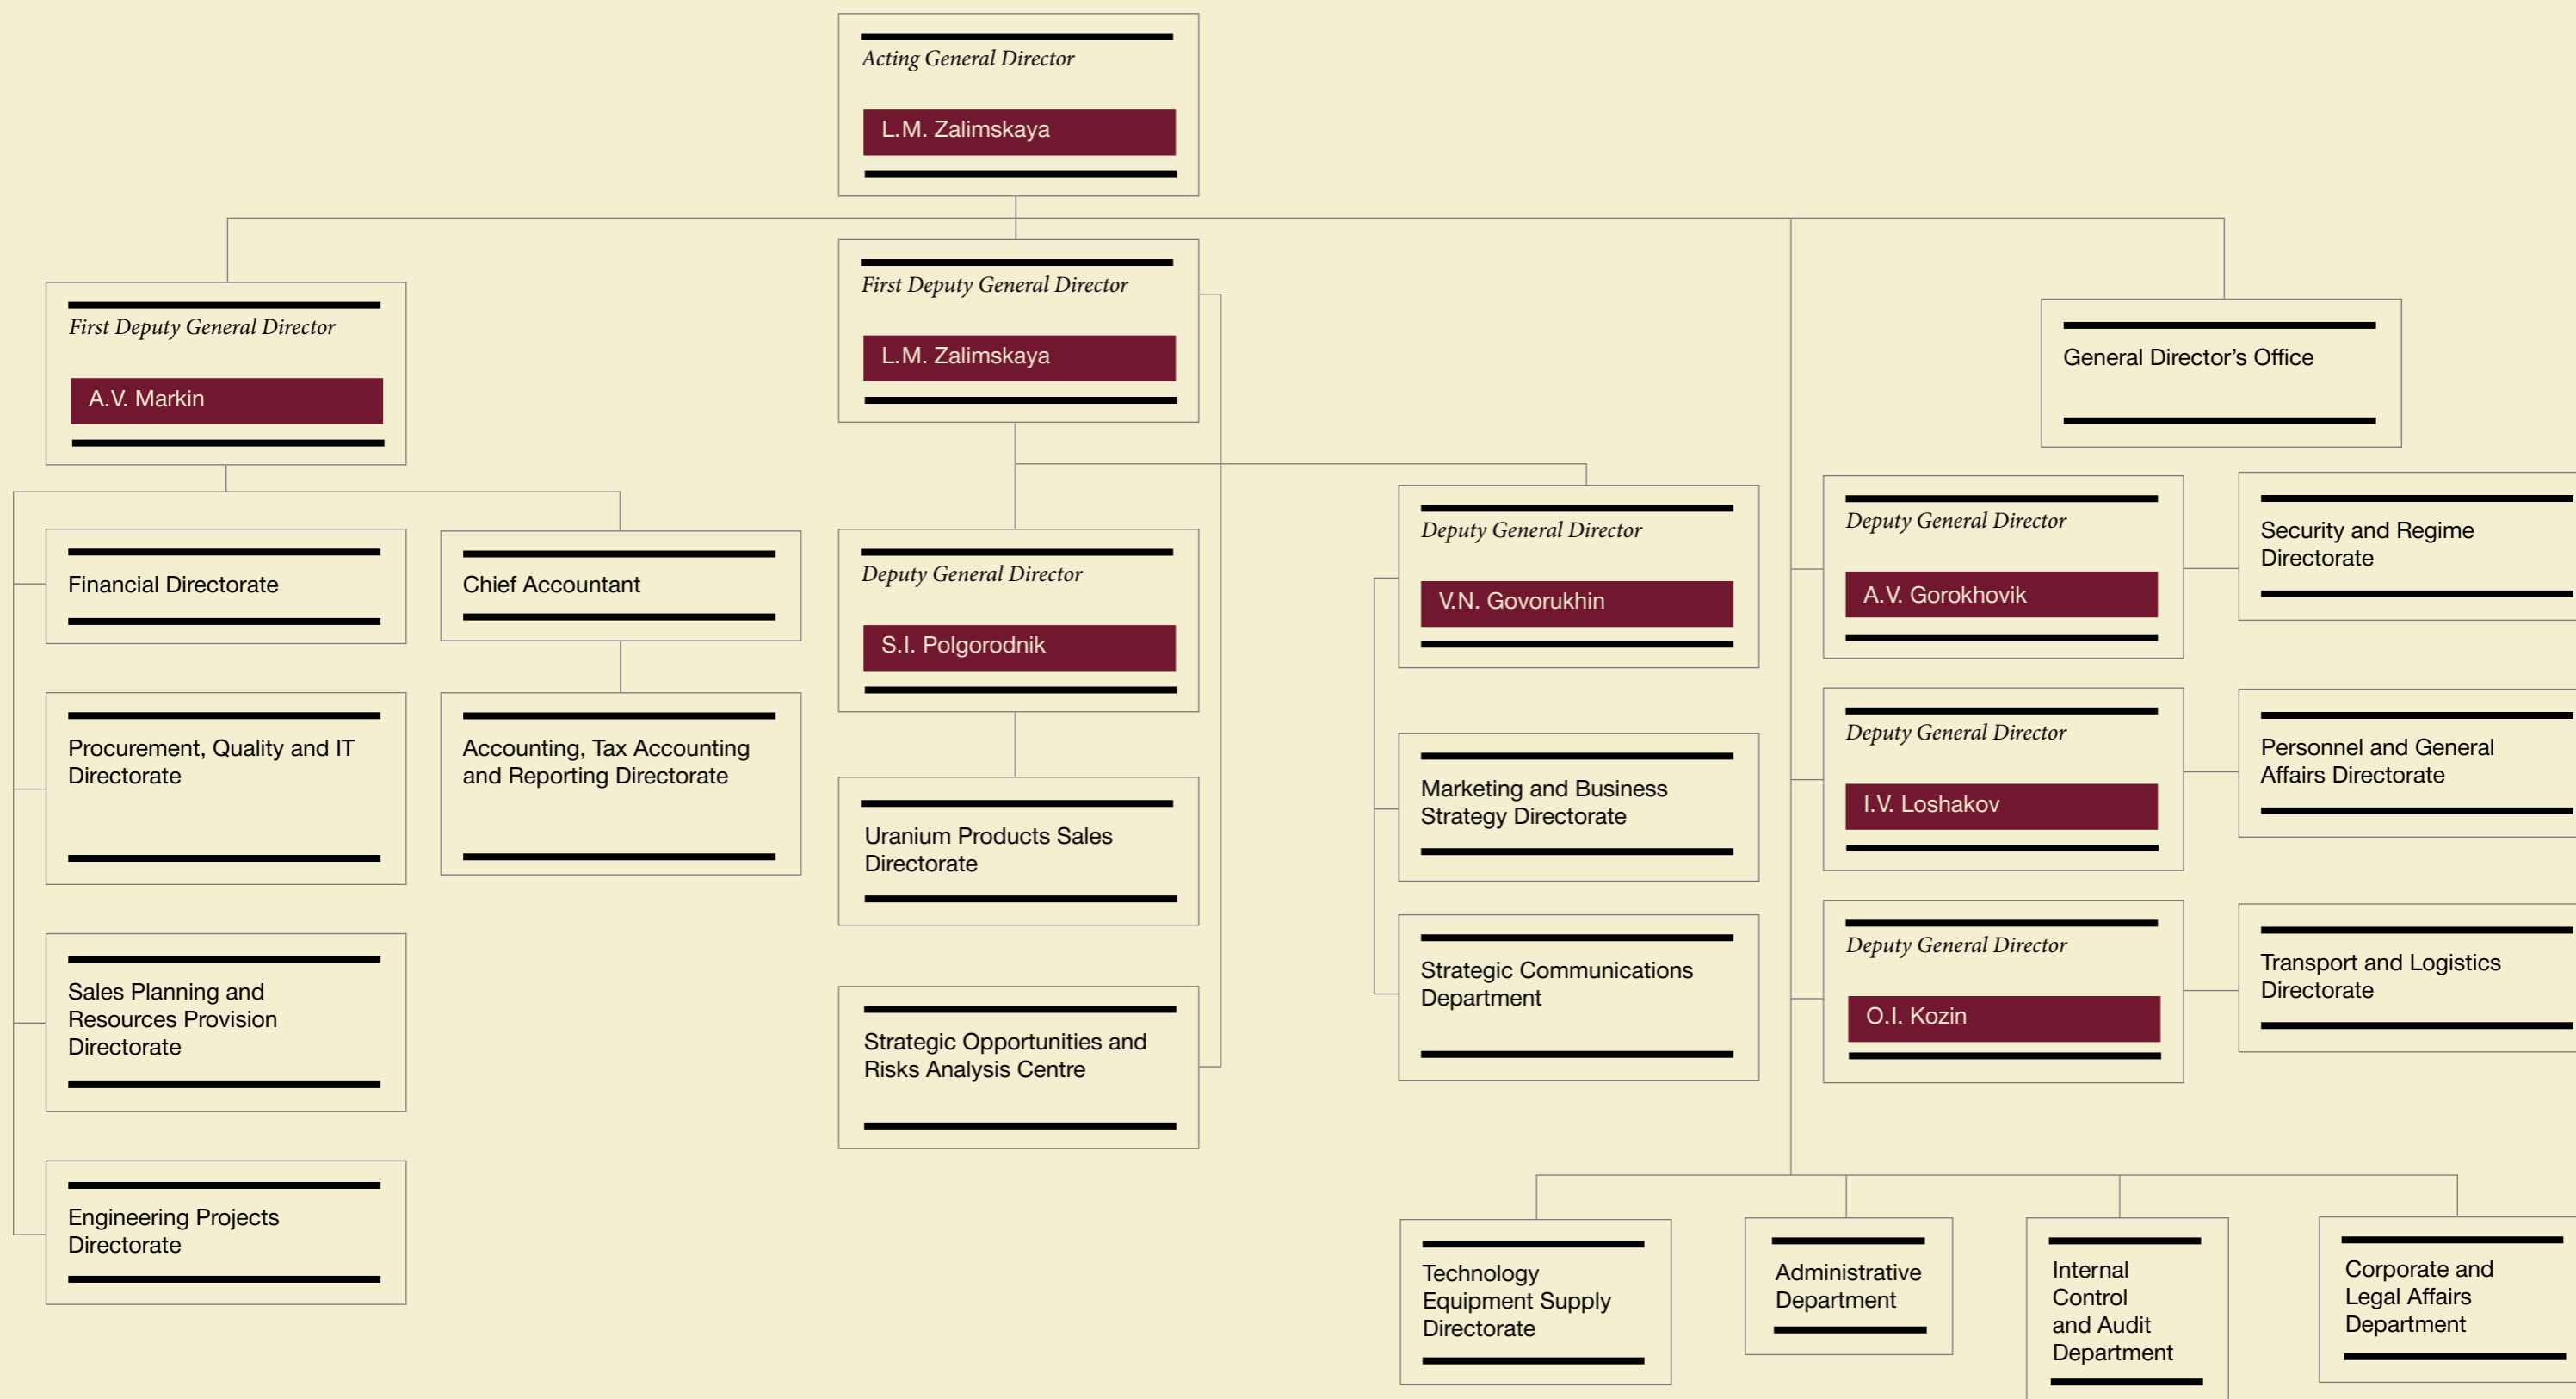 Acting General Director
L.M. Zalimskaya
First Deputy General Director
A.V. Markin
First Deputy General Director
L.M. Zalimskaya
General Director’s Office
Financial Directorate
Chief Accountant
Procurement, Quality and IT
Directorate
Accounting, Tax Accounting
and Reporting Directorate
Sales Planning and
Resources Provision
Directorate
Engineering Projects
Directorate
Deputy General Director
S.I. Polgorodnik
Uranium Products Sales
Directorate
Strategic Opportunities and
Risks Analysis Centre
Deputy General Director
V.N. Govorukhin
Marketing and Business
Strategy Directorate
Strategic Communications
Department
Deputy General Director
A.V. Gorokhovik
Security and Regime
Directorate
Deputy General Director
I.V. Loshakov
Personnel and General
Affairs Directorate
Deputy General Director
O.I. Kozin
Transport and Logistics
Directorate
Technology
Equipment Supply
Directorate
Administrative
Department
Internal
Control
and Audit
Department
Corporate and
Legal Affairs
Department